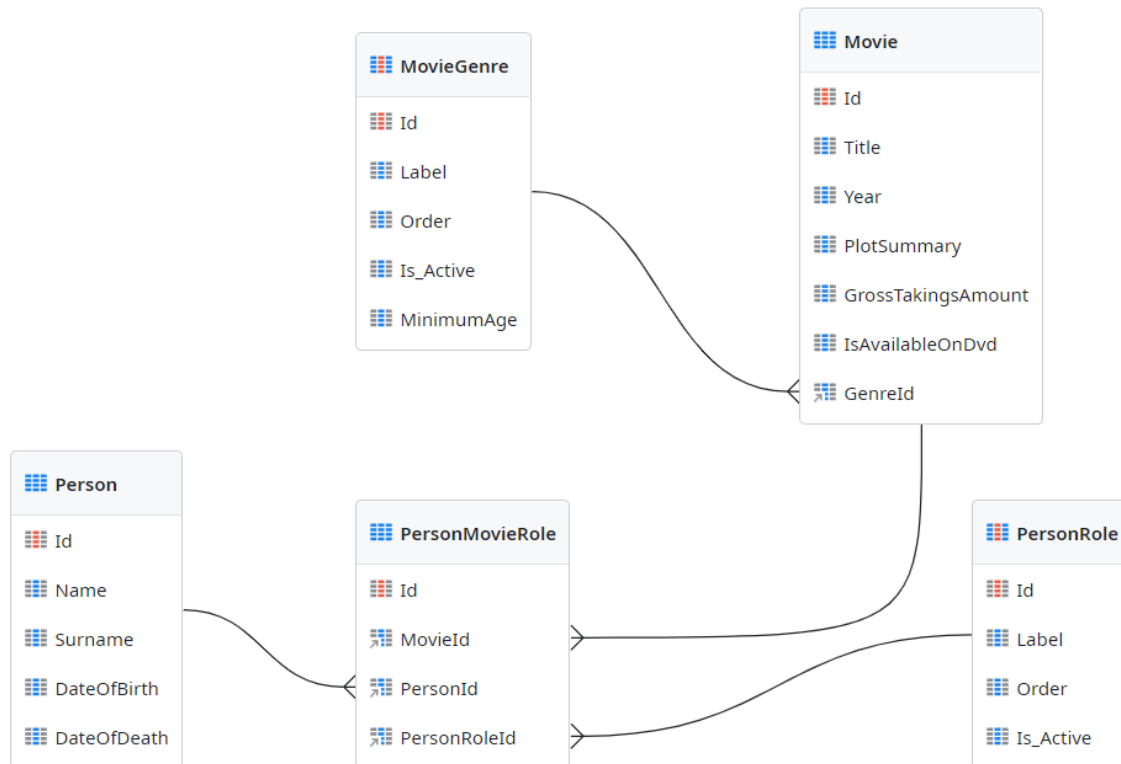 MovieGenre
Id
Label
Order
Is_Active
MinimumAge
Movie
Id
Title
Year
PlotSummary
GrossTakingsAmount
IsAvailableOnDvd
GenreId
Person
Id
Name
Surname
DateOfBirth
DateOfDeath
PersonMovieRole
Id
MovieId
PersonId
PersonRoleId
PersonRole
Id
Label
Order
Is_Active